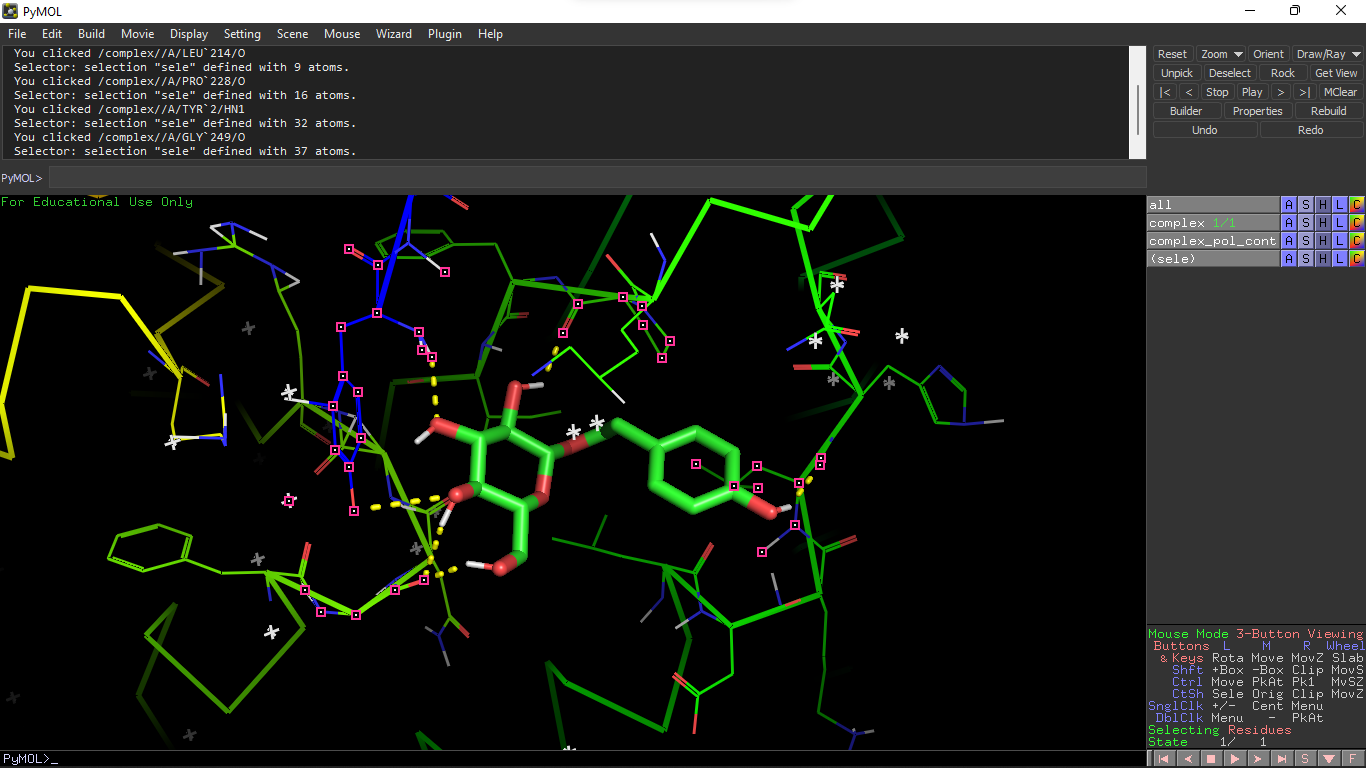 PyMOL
File Edit Build Movie Display Setting Scene Mouse Wizard Plugin Help
You clicked /complex//A/LEU`214/O
Selector: selection "sele" defined with 9 atoms.
You clicked /complex//A/PRO`228/O
Selector: selection "sele" defined with 16 atoms.
You clicked /complex//A/TYR`2/HN1
Selector: selection "sele" defined with 32 atoms.
You clicked /complex//A/GLY`249/O
Selector: selection "sele" defined with 37 atoms.
PyMOL>
Reset Zoom Orient Draw/Ray
Unpick Deselect Rock Get View
|< < Stop Play > >| MClear
Builder Properties Rebuild
Undo Redo
For Educational Use Only
all A S H L C
complex 1/1 A S H L C
complex_pol_cont A S H L C
(sele) A S H L C
Mouse Mode 3-Button Viewing
Buttons L M R Wheel
& Keys Rota Move MovZ Slab
Shft +Box -Box Clip MovS
Ctrl Move PkAt Pk1 MvSZ
CtSh Sele Orig Clip MovZ
SnglClk +/- Cent Menu
DblClk Menu - PkAt
Selecting Residues
State 1/ 1
PyMOL>_
S F